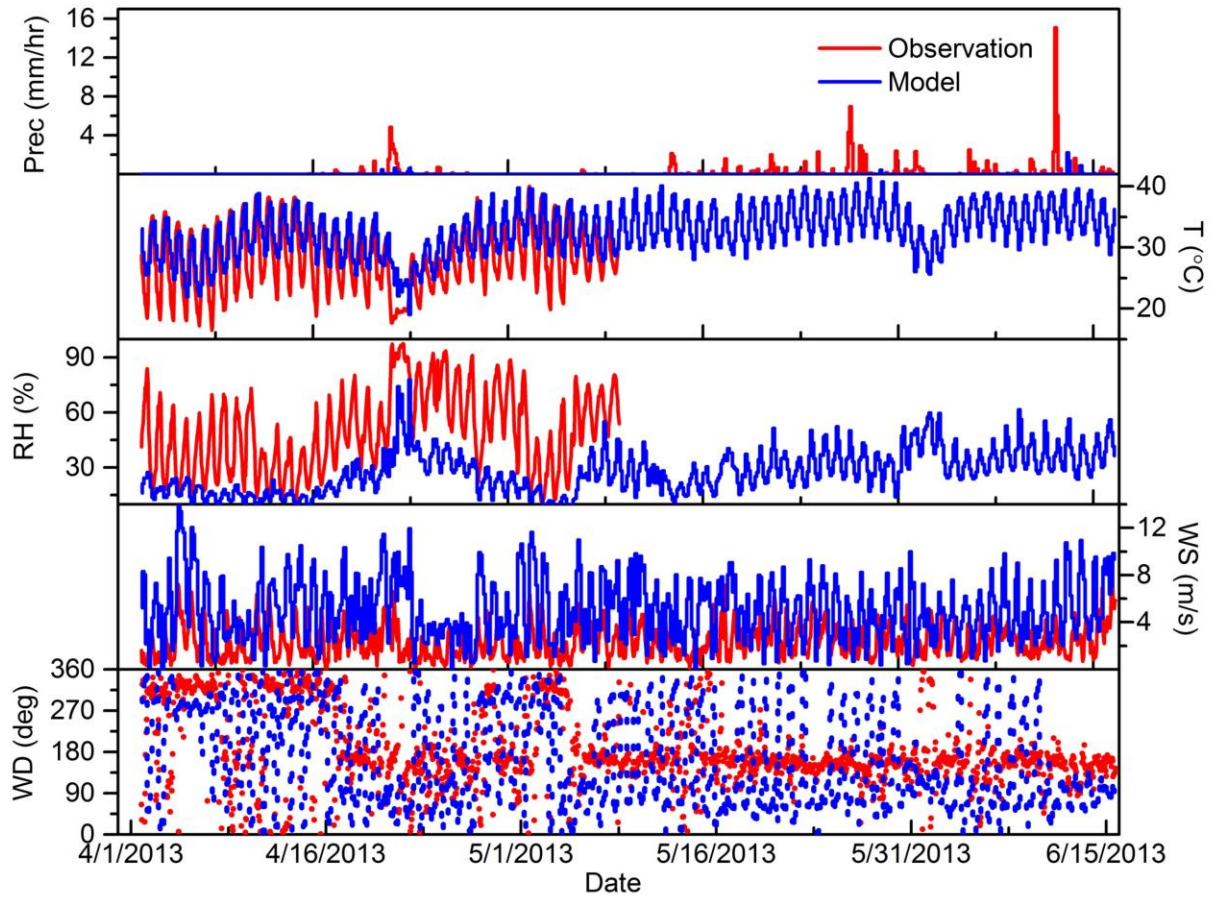 Prec (mm/hr)
16
12
8
4
Observation
Model
T (°C)
40
30
20
RH (%)
90
60
30
WS (m/s)
12
8
4
WD (deg)
360
270
180
90
0
4/1/2013 4/16/2013 5/1/2013 5/16/2013 5/31/2013 6/15/2013
Date